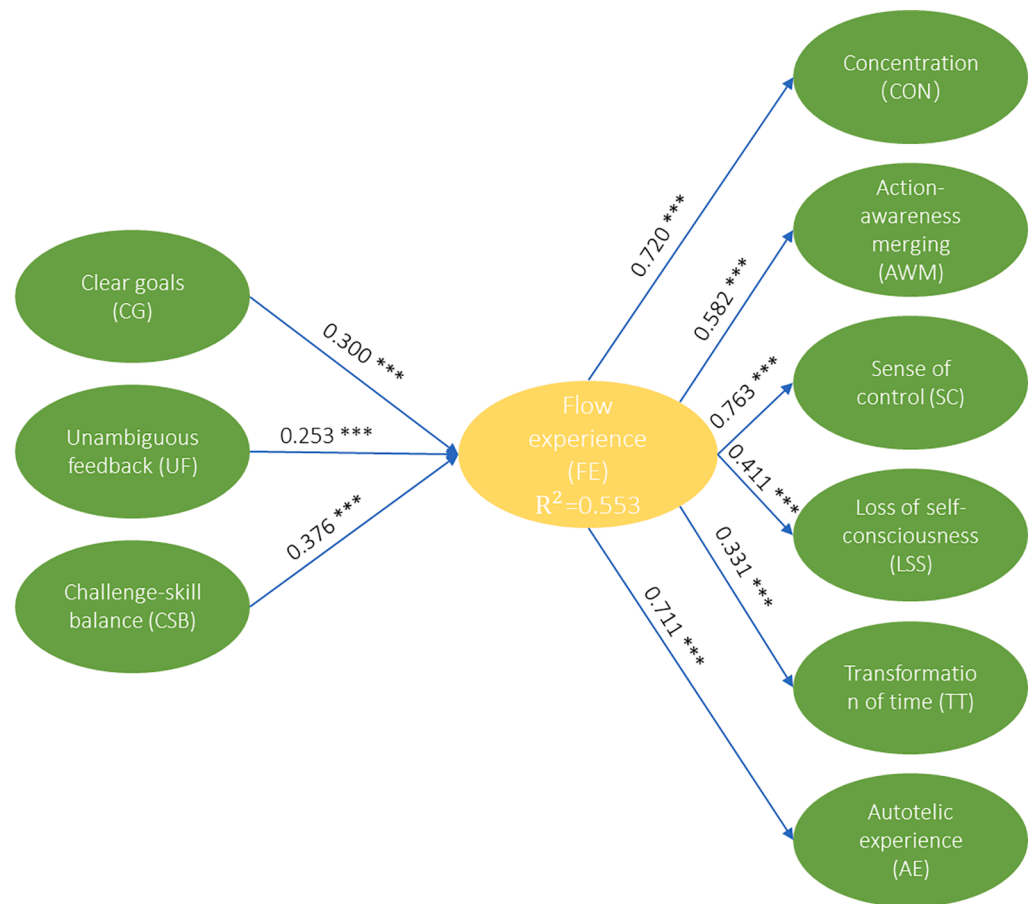 Concentration
(CON)
Action-
awareness
merging
(AWM)
0.720 ***
0.582 ***
Clear goals
(CG)
0.300 ***
Sense of
control (SC)
0.763 ***
Unambiguous
feedback (UF)
0.253 ***
Flow
experience
(FE)
R²=0.553
0.411 ***
Loss of self-
consciousness
(LSS)
0.376 ***
Challenge-skill
balance (CSB)
0.331 ***
0.711 ***
Transformatio
n of time (TT)
Autotelic
experience
(AE)